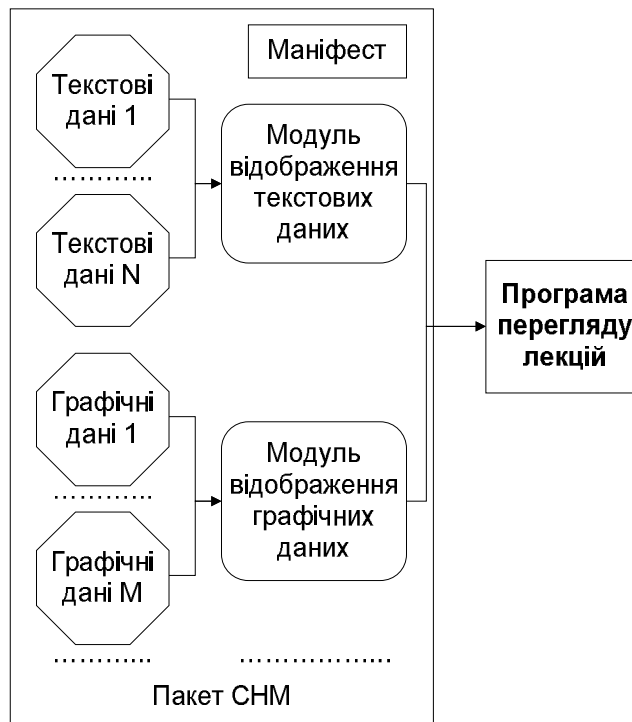 Маніфест
Текстові
дані 1
Текстові
дані N
Модуль
відображення
текстових
даних
Графічні
дані 1
Графічні
дані M
Модуль
відображення
графічних
даних
Програма
перегляду
лекцій
Пакет СНМ